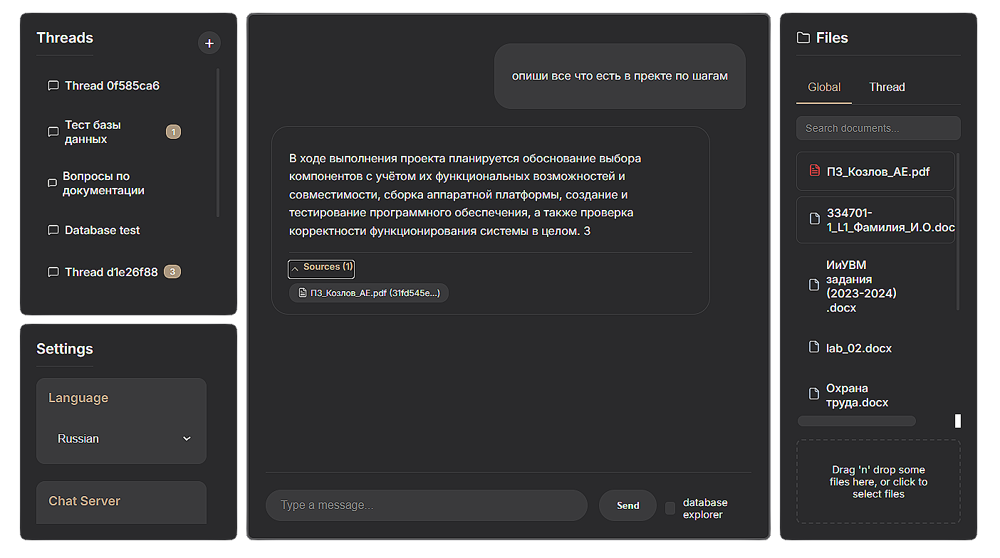 Threads
+
Thread 0f585ca6
Тест базы
данных
1
Вопросы по
документации
Database test
Thread d1e26f88
3
Settings
Language
Russian
Chat Server
опиши все что есть в пректе по шагам
В ходе выполнения проекта планируется обоснование выбора
компонентов с учётом их функциональных возможностей и
совместимости, сборка аппаратной платформы, создание и
тестирование программного обеспечения, а также проверка
корректности функционирования системы в целом. 3
Sources (1)
ПЗ_Козлов_АЕ.pdf (31fd545e...)
Type a message...
Send
database
explorer
Files
Global
Thread
Search documents...
ПЗ_Козлов_АЕ.pdf
334701-
1_L1_Фамилия_И.О.doc
ИиУВМ
задания
(2023-2024)
.docx
lab_02.docx
Охрана
труда.docx
Drag 'n' drop some
files here, or click to
select files